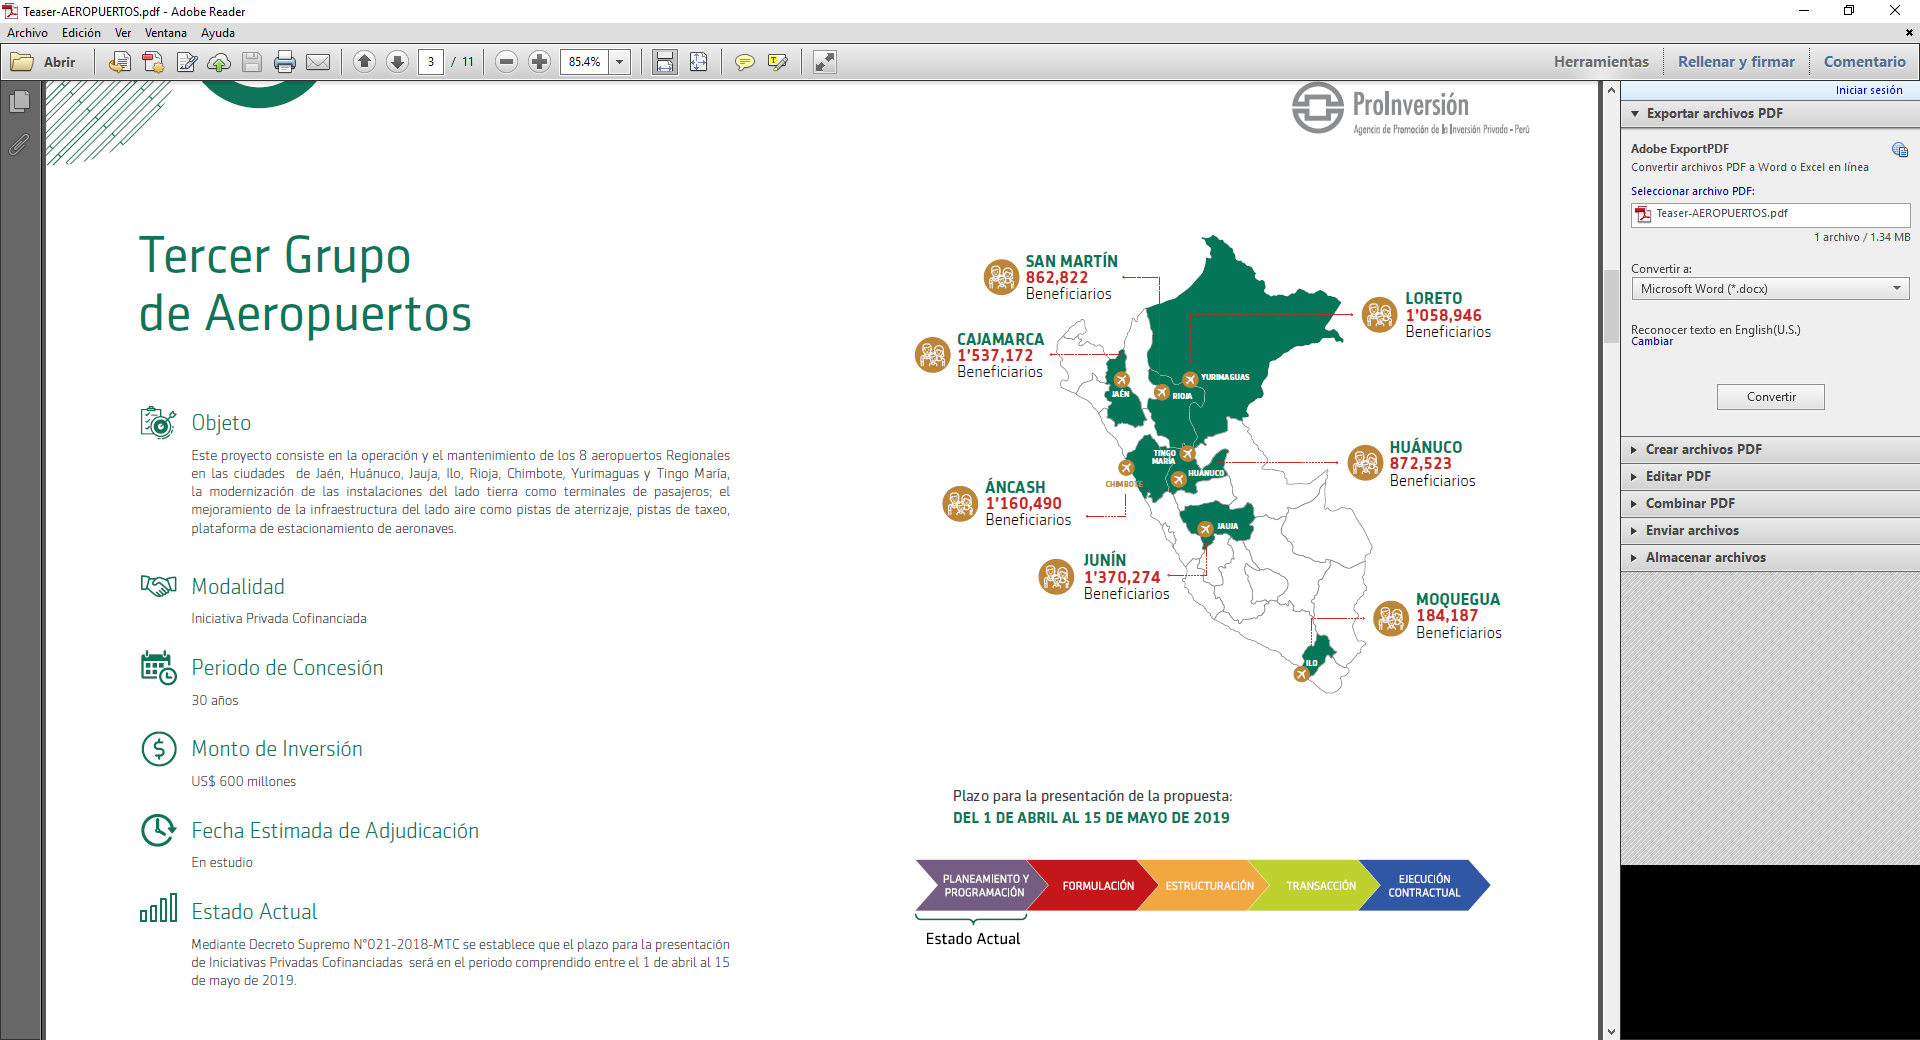 Teaser-AEROPUERTOS.pdf - Adobe Reader
Archivo Edición Ver Ventana Ayuda
Abrir 3 / 11 85.4% Herramientas Rellenar y firmar Comentario
ProInversión
Agencia de Promoción de la Inversión Privada - Perú
Tercer Grupo
de Aeropuertos
Objeto
Este proyecto consiste en la operación y el mantenimiento de los 8 aeropuertos Regionales
en las ciudades de Jaén, Huánuco, Jauja, Ilo, Rioja, Chimbote, Yurimaguas y Tingo María,
la modernización de las instalaciones del lado tierra como terminales de pasajeros; el
mejoramiento de la infraestructura del lado aire como pistas de aterrizaje, pistas de taxeo,
plataforma de estacionamiento de aeronaves.
Modalidad
Iniciativa Privada Cofinanciada
Periodo de Concesión
30 años
Monto de Inversión
US$ 600 millones
Fecha Estimada de Adjudicación
En estudio
Estado Actual
Mediante Decreto Supremo N°021-2018-MTC se establece que el plazo para la presentación
de Iniciativas Privadas Cofinanciadas será en el periodo comprendido entre el 1 de abril al 15
de mayo de 2019.
SAN MARTÍN
862,822
Beneficiarios
LORETO
1'058,946
Beneficiarios
CAJAMARCA
1'537,172
Beneficiarios
YURIMAGUAS
JAÉN
RIOJA
HUÁNUCO
872,523
Beneficiarios
TINGO
MARÍA
HUÁNUCO
CHIMBOTE
ÁNCASH
1'160,490
Beneficiarios
JAUJA
JUNÍN
1'370,274
Beneficiarios
MOQUEGUA
184,187
Beneficiarios
ILO
Plazo para la presentación de la propuesta:
DEL 1 DE ABRIL AL 15 DE MAYO DE 2019
PLANEAMIENTO Y
PROGRAMACIÓN
FORMULACIÓN
ESTRUCTURACIÓN
TRANSACCIÓN
EJECUCIÓN
CONTRACTUAL
Estado Actual
Iniciar sesión
Exportar archivos PDF
Adobe ExportPDF
Convertir archivos PDF a Word o Excel en línea
Seleccionar archivo PDF:
Teaser-AEROPUERTOS.pdf
1 archivo / 1.34 MB
Convertir a:
Microsoft Word (*.docx)
Reconocer texto en English(U.S.)
Cambiar
Convertir
Crear archivos PDF
Editar PDF
Combinar PDF
Enviar archivos
Almacenar archivos